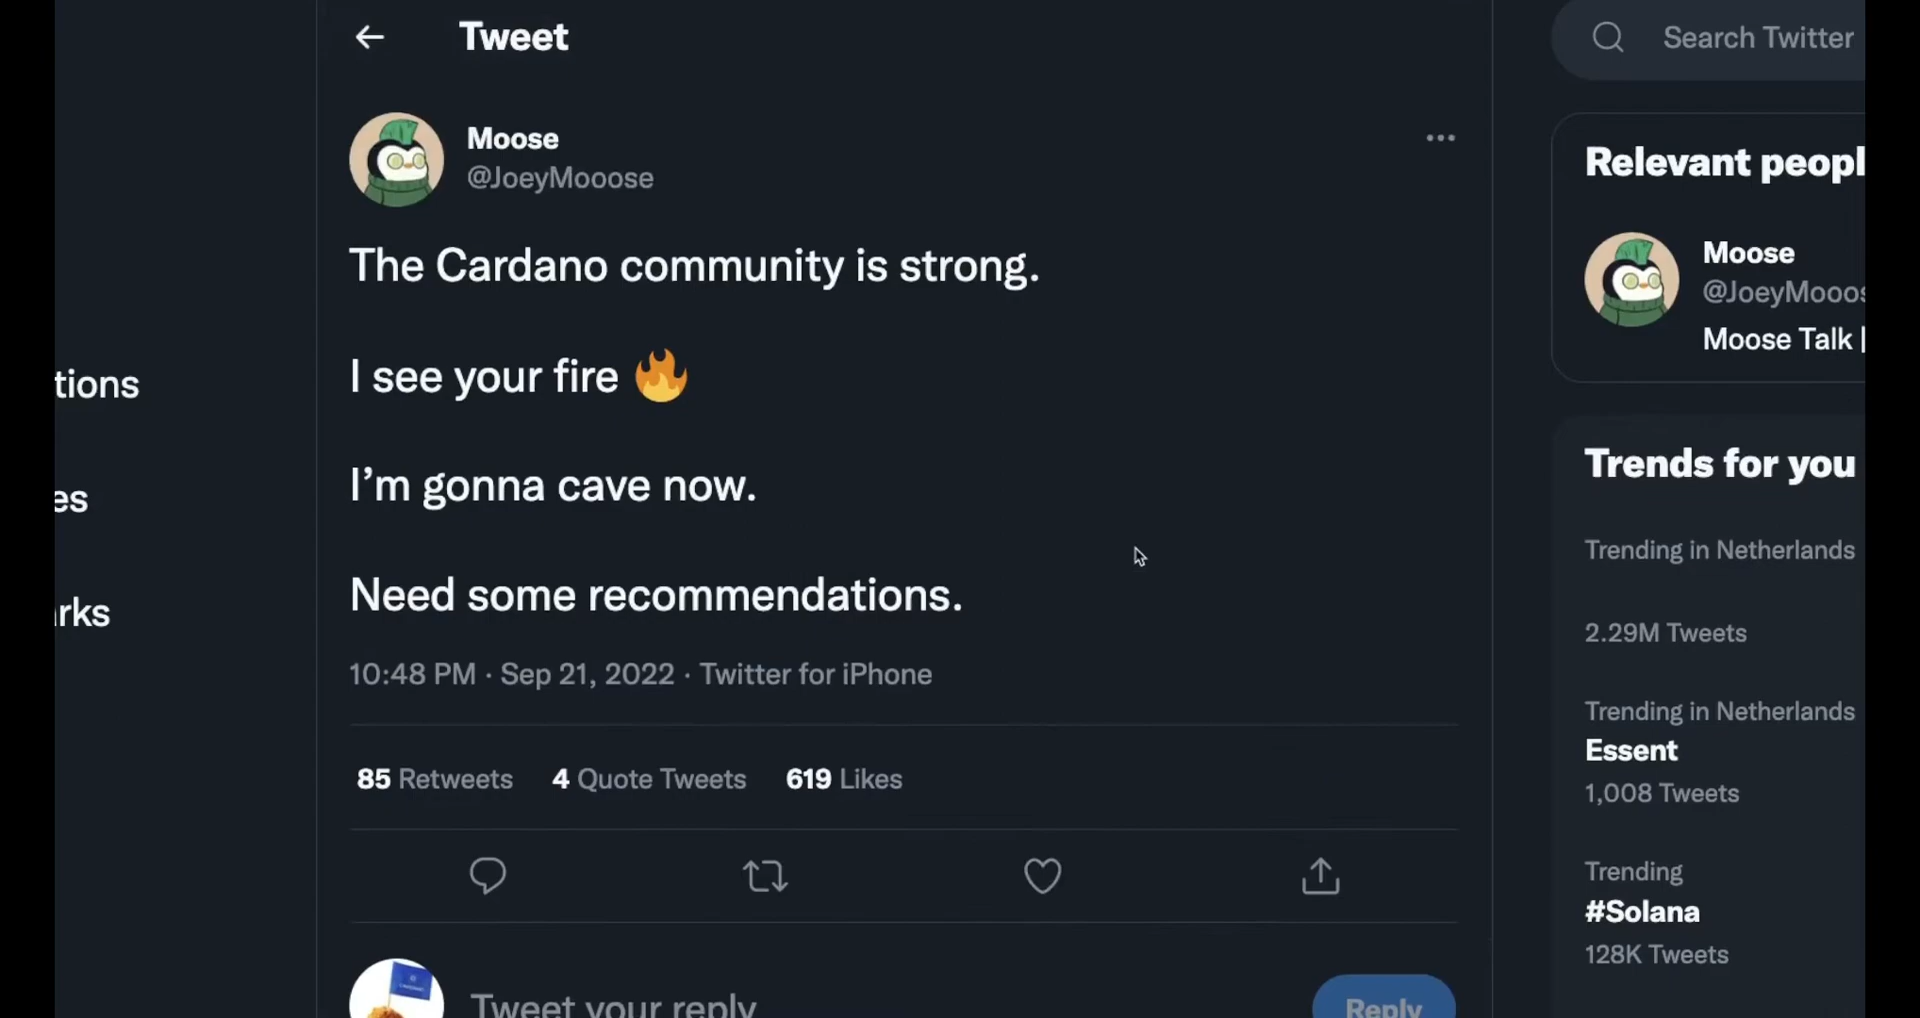 Tweet
Search Twitter
Moose
@JoeyMooose
The Cardano community is strong.
I see your fire 🔥
I’m gonna cave now.
Need some recommendations.
10:48 PM · Sep 21, 2022 · Twitter for iPhone
85 Retweets 4 Quote Tweets 619 Likes
Tweet your reply
Reply
tions
es
rks
Relevant peopl
Moose
@JoeyMooos
Moose Talk |
Trends for you
Trending in Netherlands
2.29M Tweets
Trending in Netherlands
Essent
1,008 Tweets
Trending
#Solana
128K Tweets